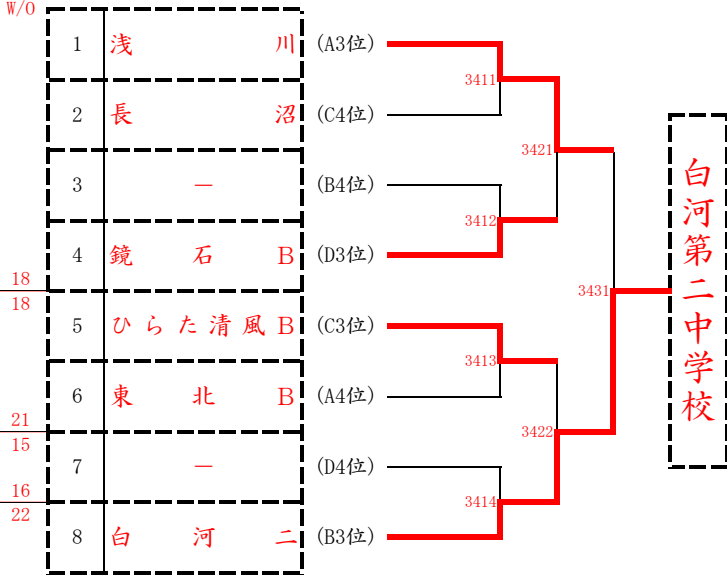 W/O
1 浅川 (A3位)
3411
2 長沼 (C4位)
3421
3 － (B4位)
3412
4 鏡石B (D3位)
18
18
3431
白河第二中学校
5 ひらた清風B (C3位)
3413
6 東北B (A4位)
21
15
3422
7 － (D4位)
16
22
3414
8 白河二 (B3位)